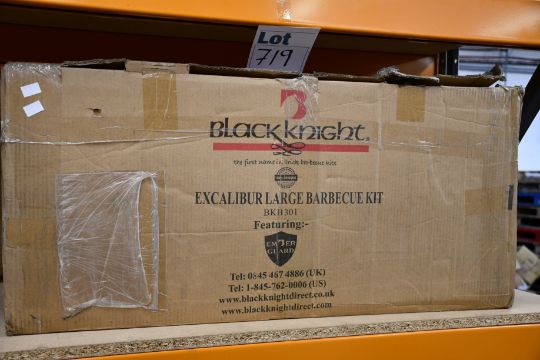 Lot
719
BLACKKNIGHT
the first name in brick barbecue kits
EXCALIBUR LARGE BARBECUE KIT
BKB301
Featuring:-
EMBER
GUARD
Tel: 0845 467 4886 (UK)
Tel: 1-845-762-0006 (US)
www.blackknightdirect.co.uk
www.blackknightdirect.com